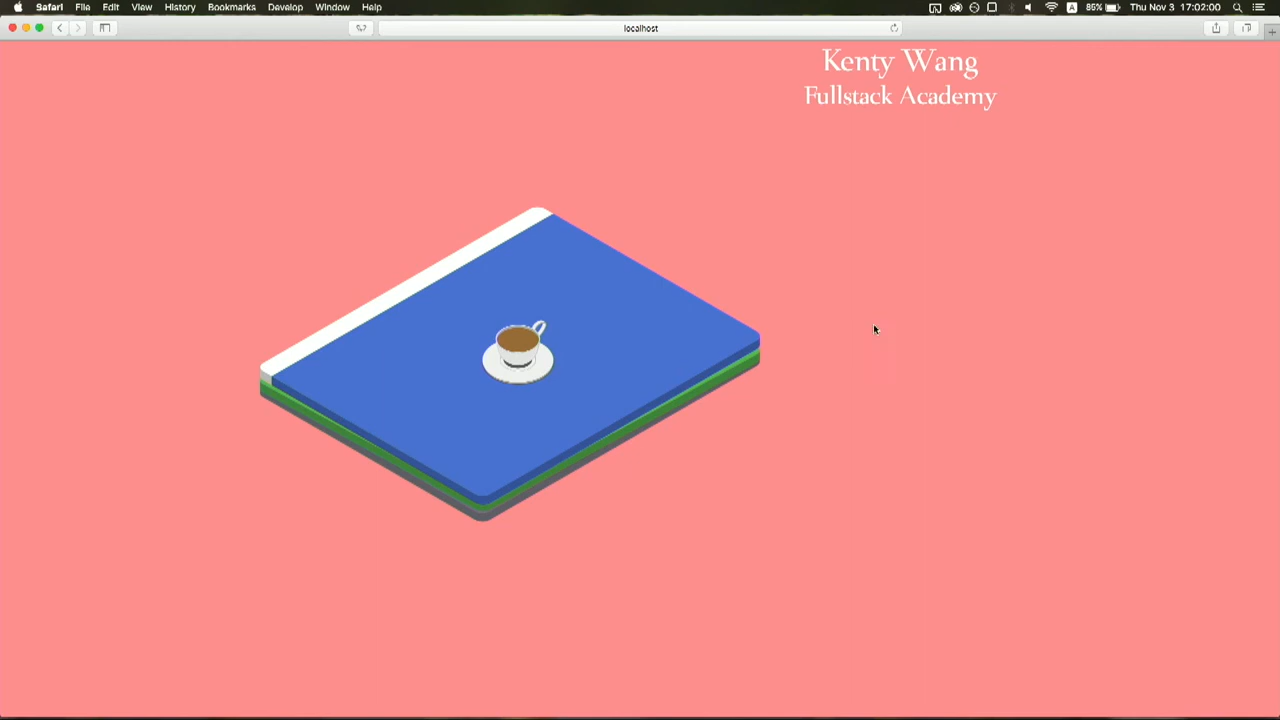 Safari File Edit View History Bookmarks Develop Window Help A 85% Thu Nov 3 17:02:00
localhost
Kenty Wang
Fullstack Academy